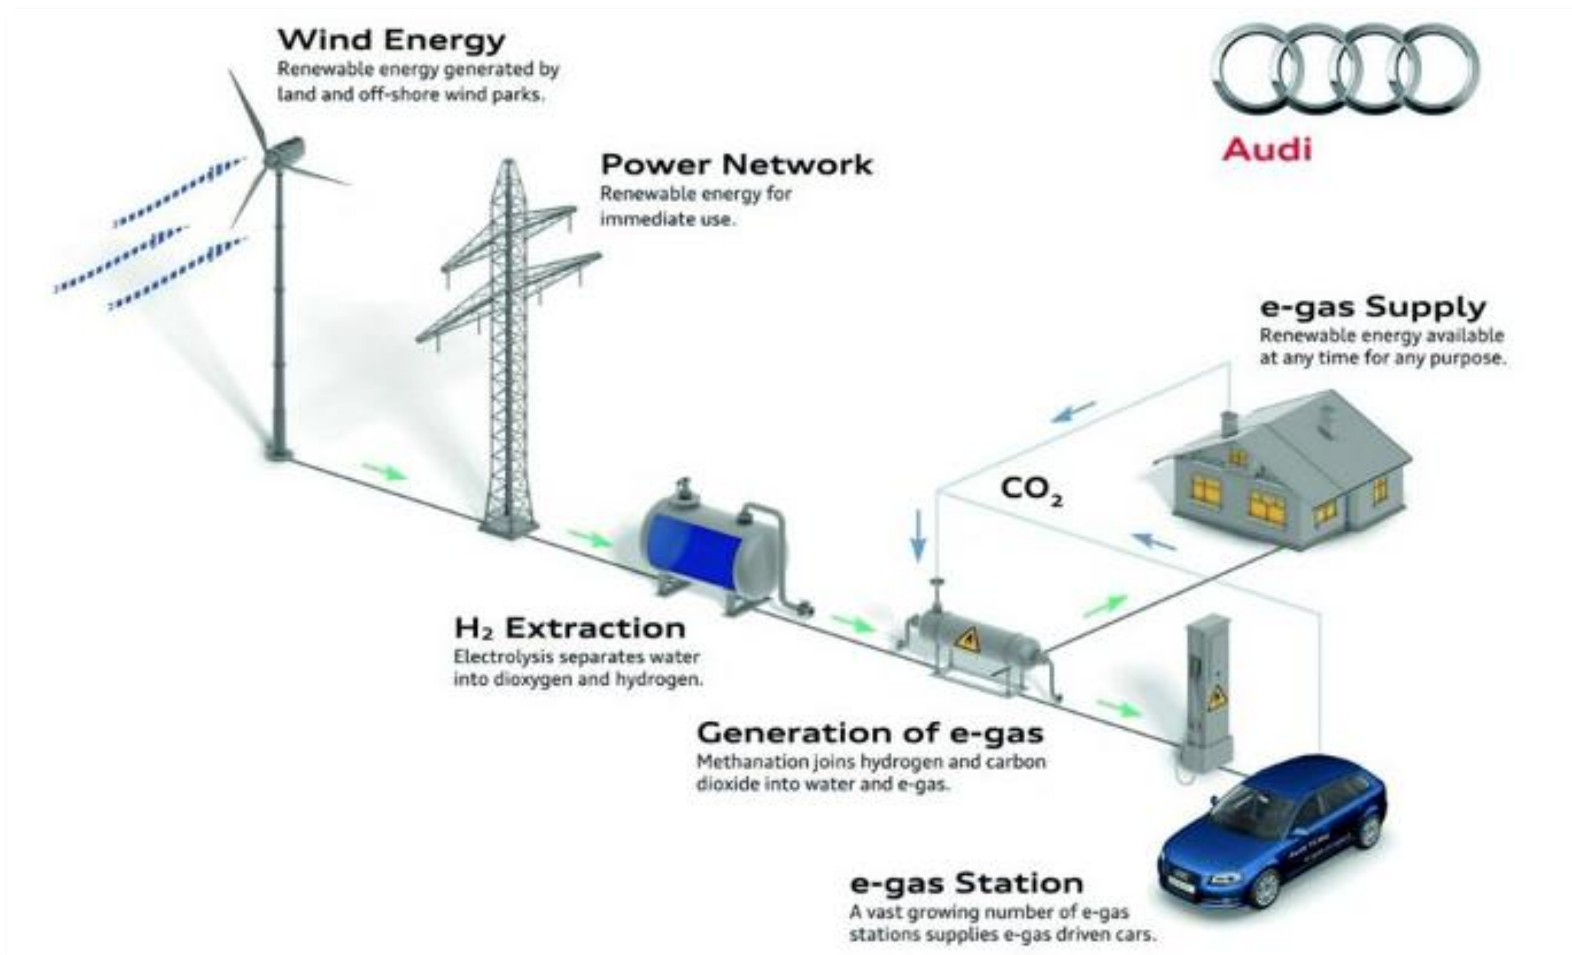 Wind Energy
Renewable energy generated by
land and off-shore wind parks.
Audi
Power Network
Renewable energy for
immediate use.
e-gas Supply
Renewable energy available
at any time for any purpose.
CO₂
H₂ Extraction
Electrolysis separates water
into dioxygen and hydrogen.
Generation of e-gas
Methanation joins hydrogen and carbon
dioxide into water and e-gas.
e-gas Station
A vast growing number of e-gas
stations supplies e-gas driven cars.